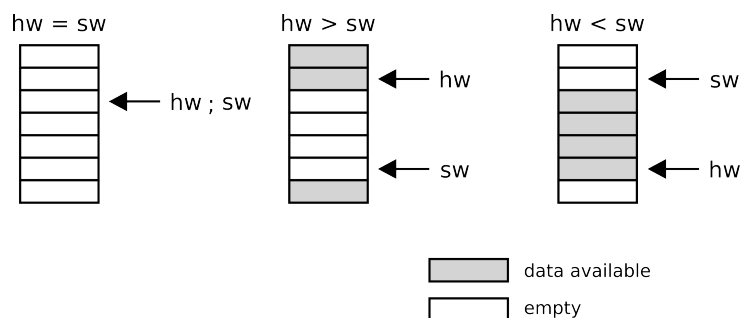 hw = sw
hw > sw
hw < sw
hw ; sw
hw
sw
sw
hw
data available
empty